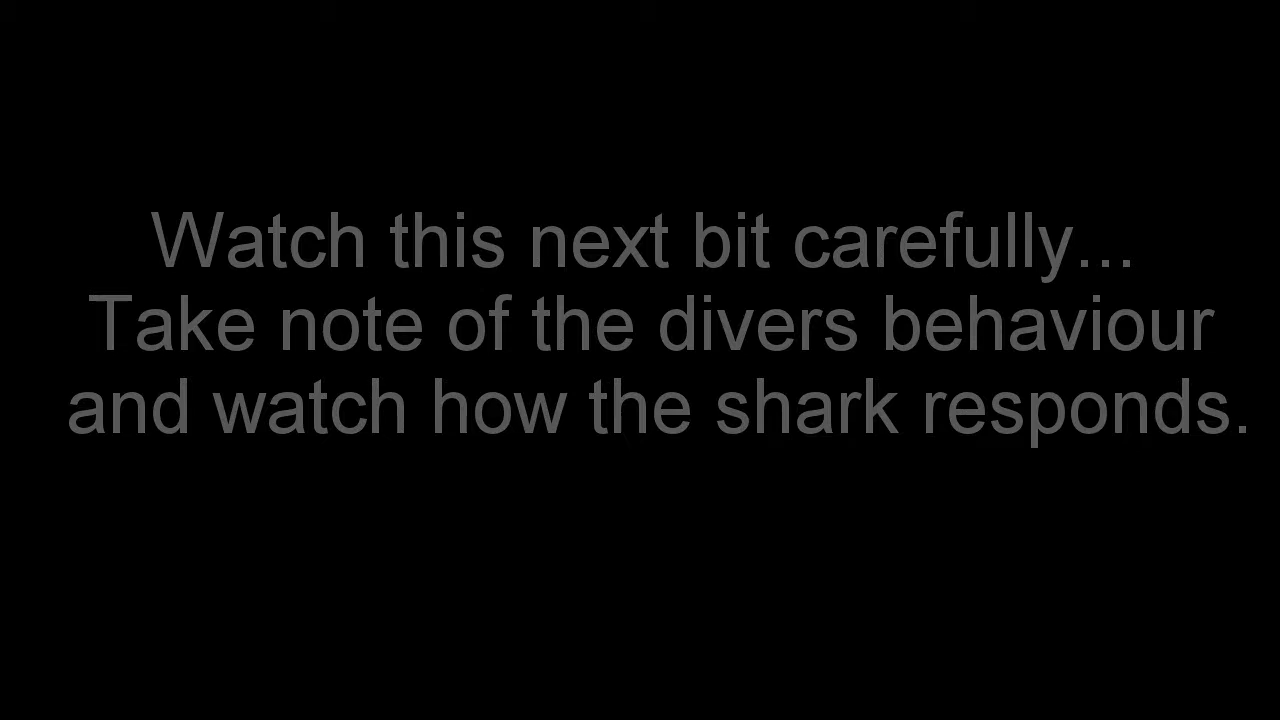 Watch this next bit carefully...
Take note of the divers behaviour
and watch how the shark responds.